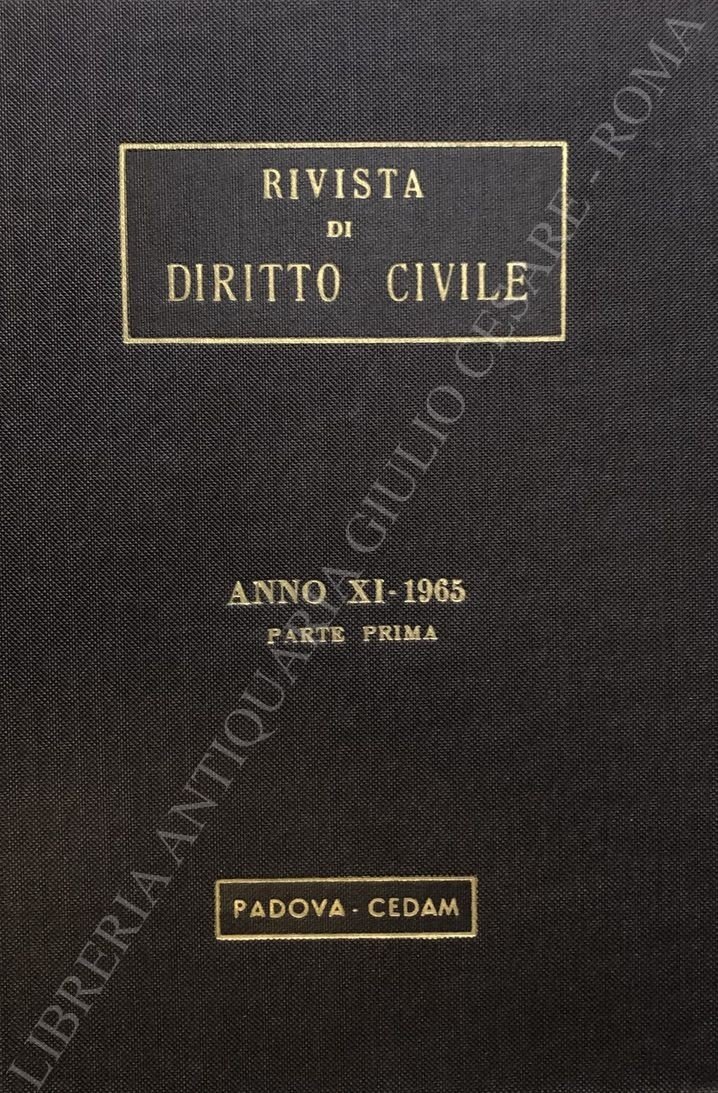 RIVISTA
DI
DIRITTO CIVILE
ANNO XI - 1965
PARTE PRIMA
PADOVA - CEDAM
LIBRERIA ANTIQUARIA GIULIO CESARE - ROMA